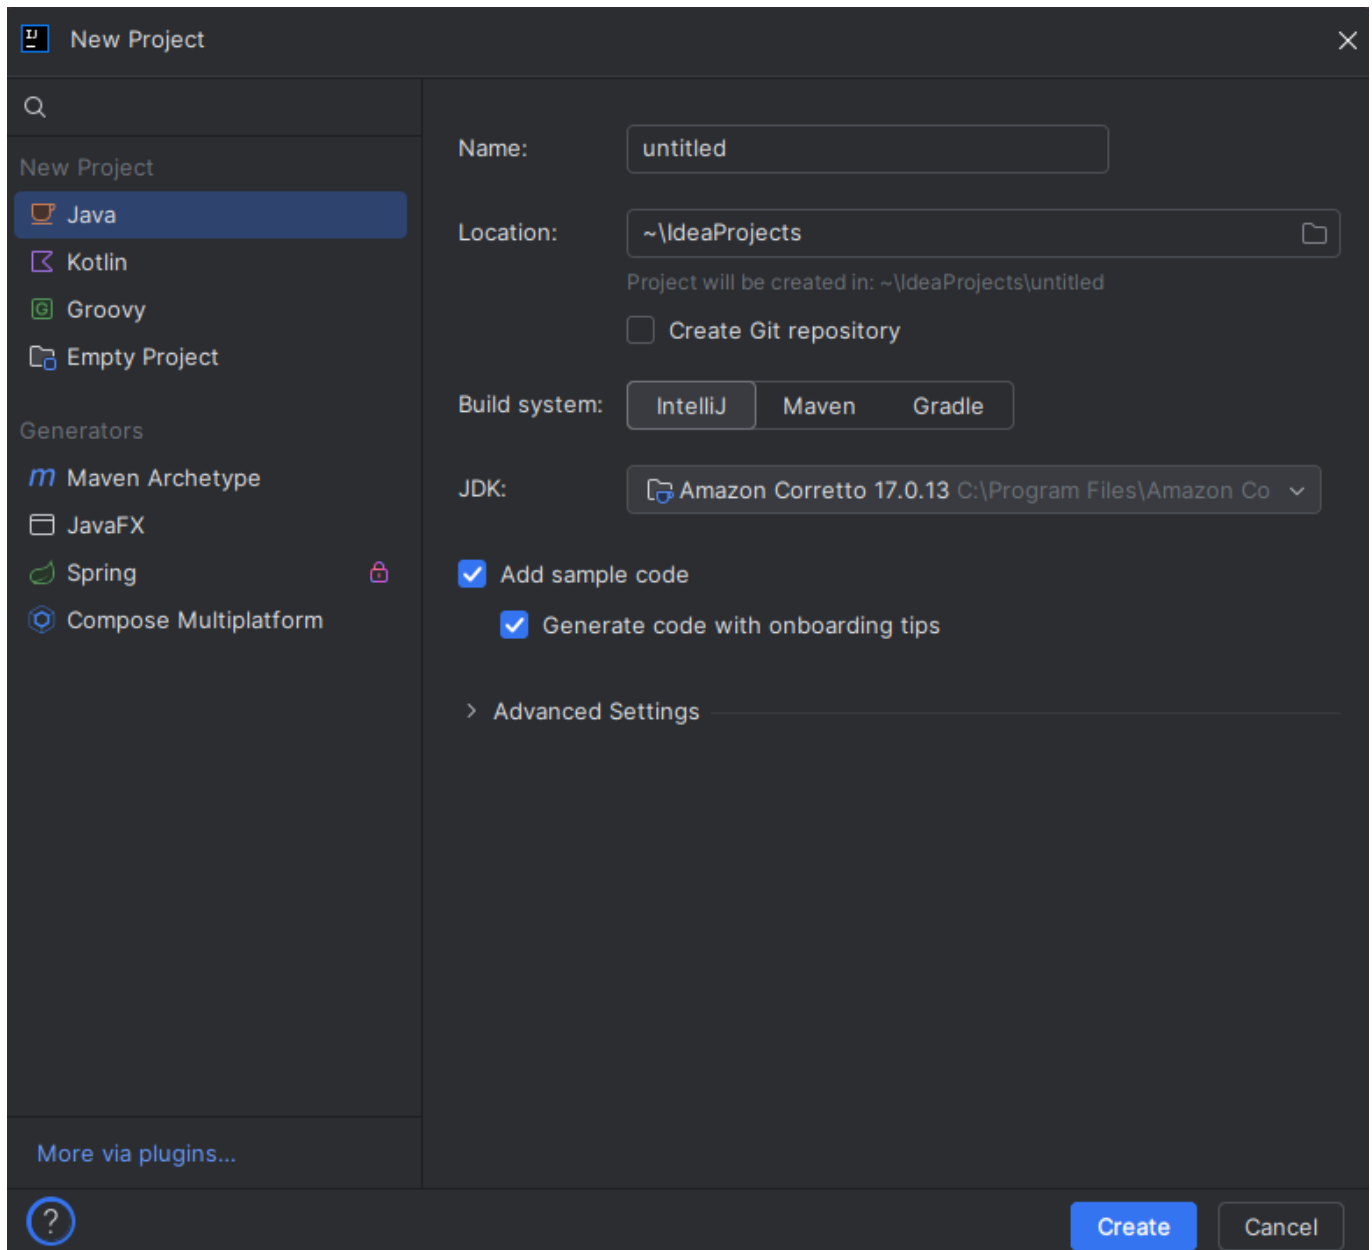 New Project
New Project
Java
Kotlin
Groovy
Empty Project
Generators
Maven Archetype
JavaFX
Spring
Compose Multiplatform
More via plugins...
Name: untitled
Location: ~\IdeaProjects
Project will be created in: ~\IdeaProjects\untitled
Create Git repository
Build system: IntelliJ Maven Gradle
JDK: Amazon Corretto 17.0.13 C:\Program Files\Amazon Co
Add sample code
Generate code with onboarding tips
Advanced Settings
? Create Cancel